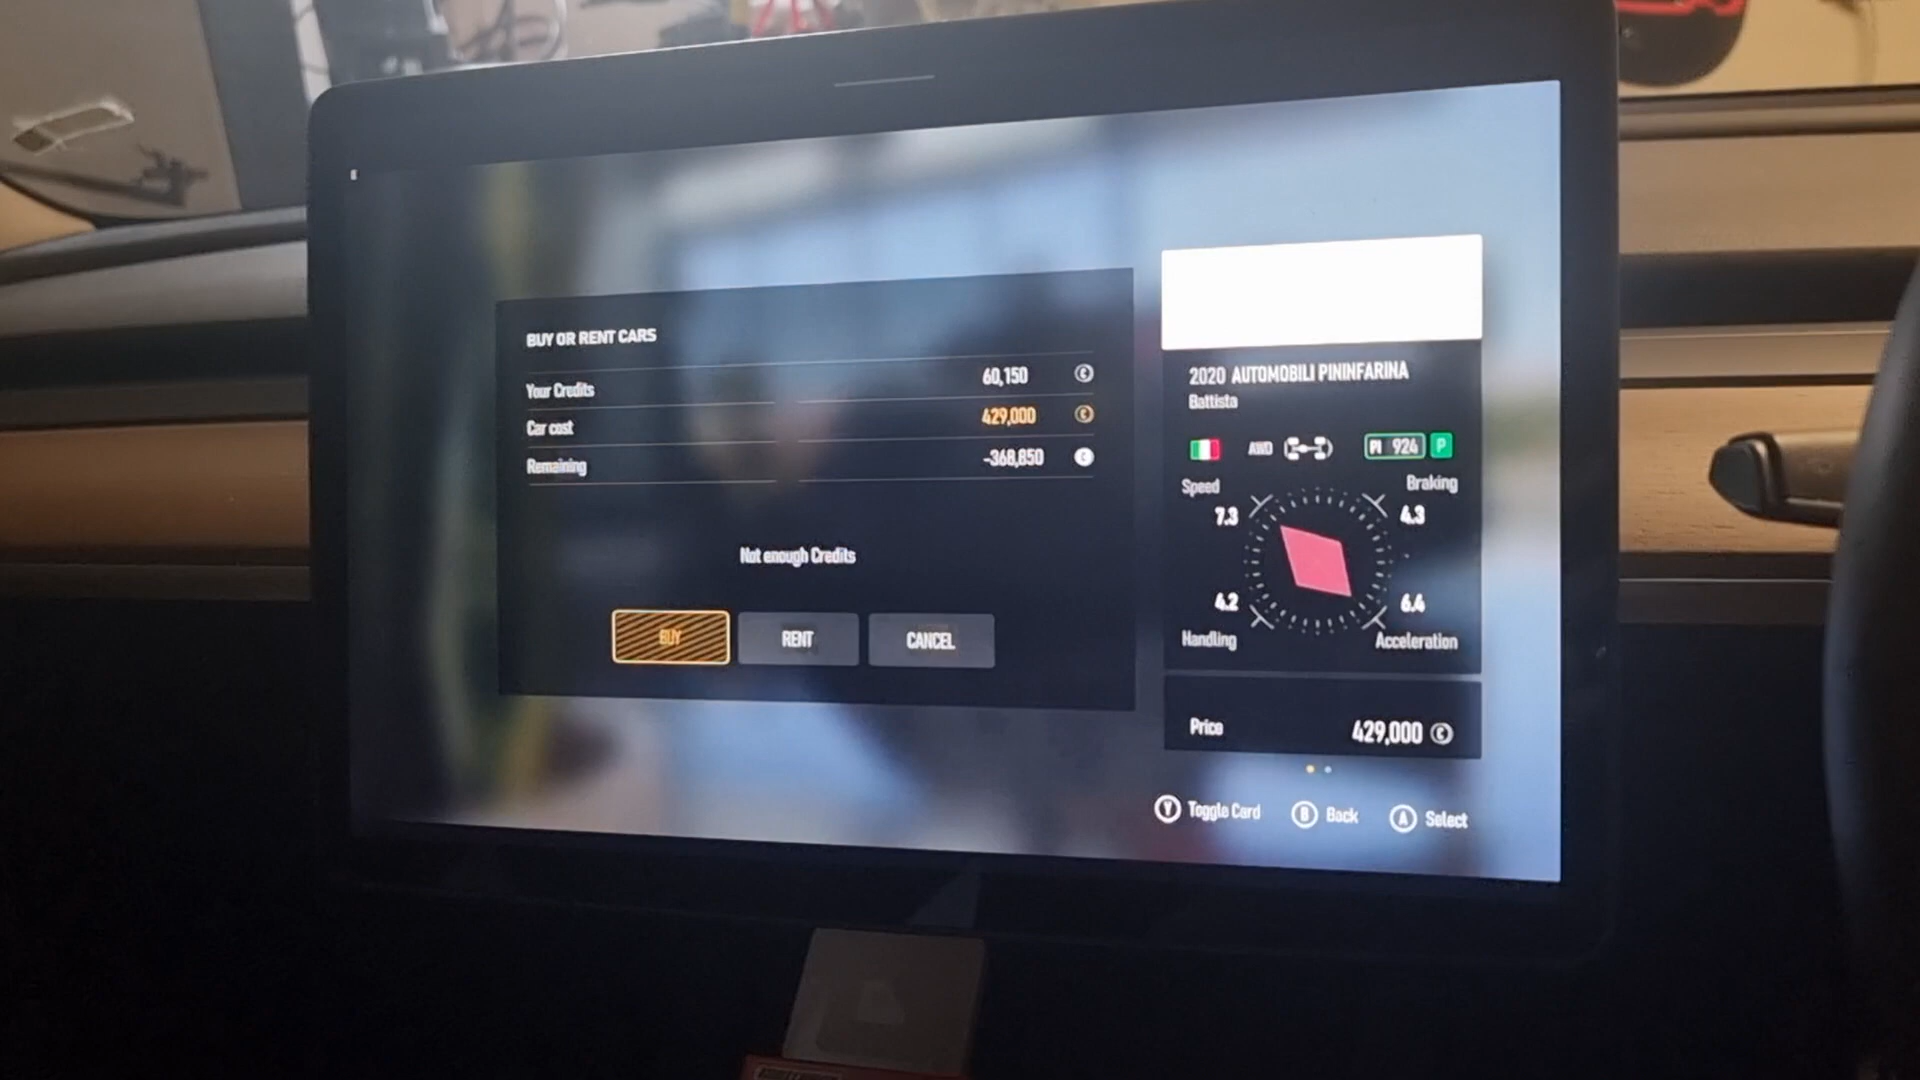 BUY OR RENT CARS
Your Credits 60,150
Car cost 429,000
Remaining -368,850
Not enough Credits
BUY RENT CANCEL
2020 AUTOMOBILI PININFARINA
Battista
AWD PI 924 P
Speed Braking
7.3 4.3
4.2 6.4
Handling Acceleration
Price 429,000
Y Toggle Card B Back A Select